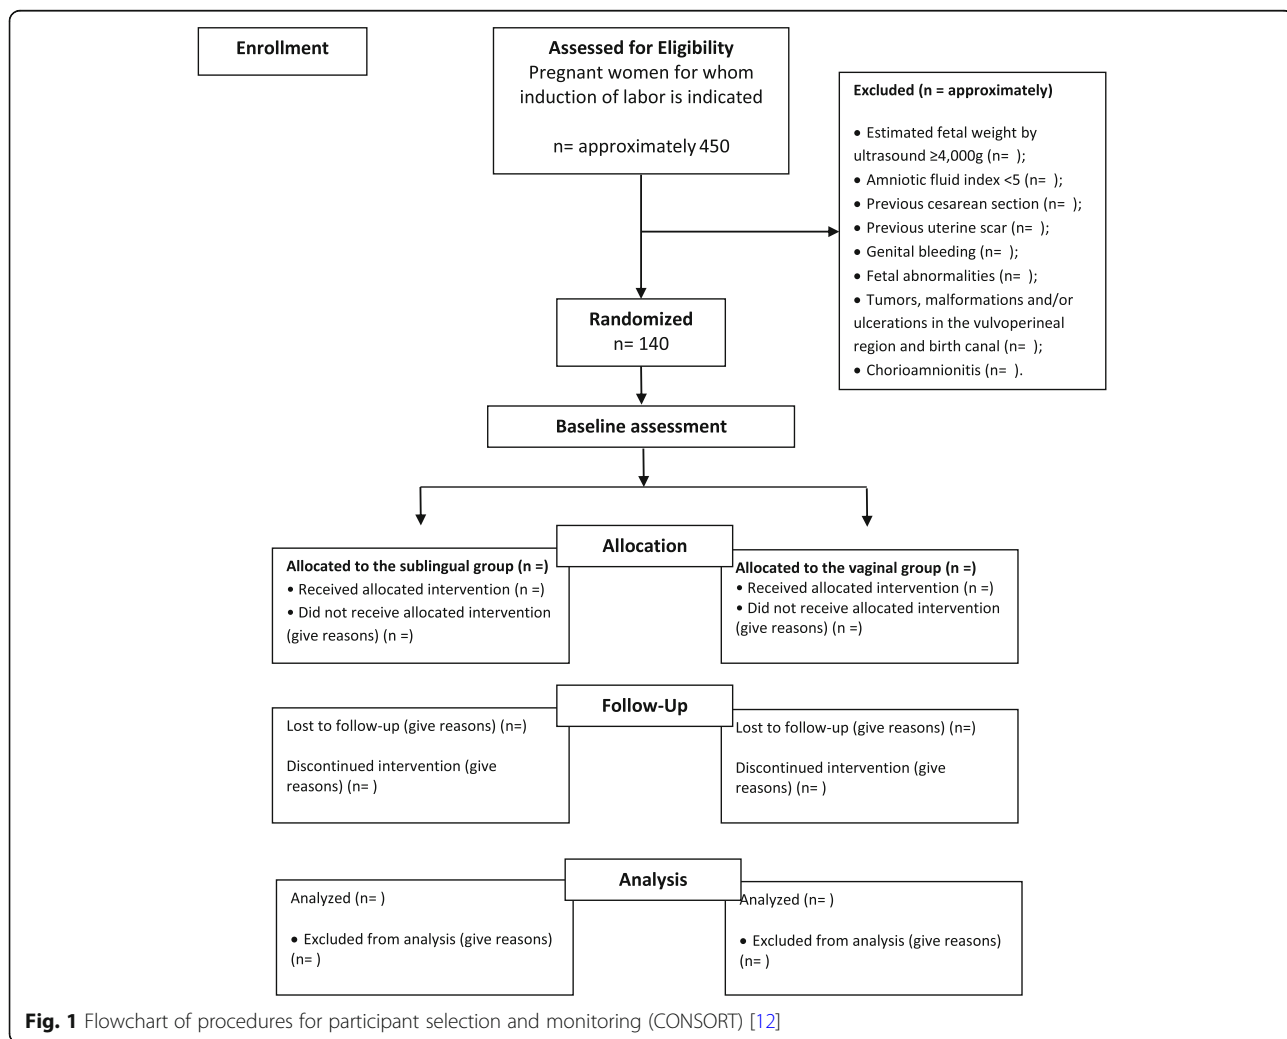 Enrollment
Assessed for Eligibility
Pregnant women for whom
induction of labor is indicated
n= approximately 450
Excluded (n = approximately)
• Estimated fetal weight by
ultrasound ≥4,000g (n= );
• Amniotic fluid index <5 (n= );
• Previous cesarean section (n= );
• Previous uterine scar (n= );
• Genital bleeding (n= );
• Fetal abnormalities (n= );
• Tumors, malformations and/or
ulcerations in the vulvoperineal
region and birth canal (n= );
• Chorioamnionitis (n= ).
Randomized
n= 140
Baseline assessment
Allocation
Allocated to the sublingual group (n =)
• Received allocated intervention (n =)
• Did not receive allocated intervention
(give reasons) (n =)
Allocated to the vaginal group (n =)
• Received allocated intervention (n =)
• Did not receive allocated intervention
(give reasons) (n =)
Follow-Up
Lost to follow-up (give reasons) (n=)
Discontinued intervention (give
reasons) (n= )
Lost to follow-up (give reasons) (n=)
Discontinued intervention (give
reasons) (n= )
Analysis
Analyzed (n= )
• Excluded from analysis (give reasons)
(n= )
Analyzed (n= )
• Excluded from analysis (give reasons)
(n= )
Fig. 1 Flowchart of procedures for participant selection and monitoring (CONSORT) [12]